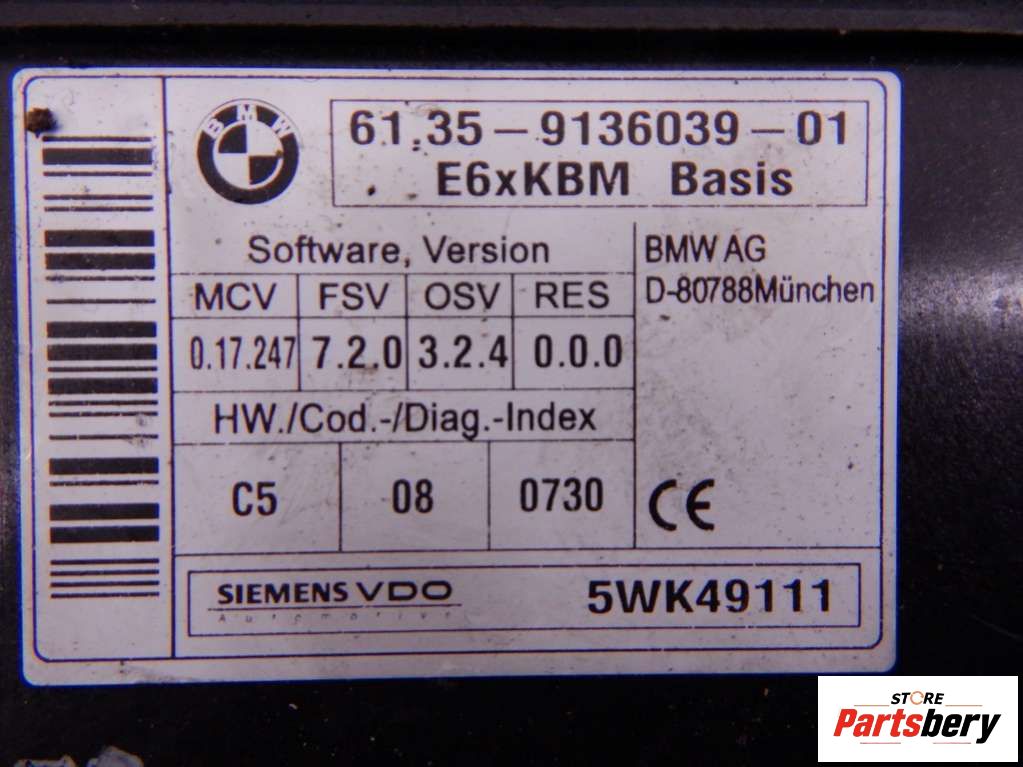 BMW
61.35-9136039-01
E6xKBM Basis
Software, Version
MCV FSV OSV RES
0.17.247 7.2.0 3.2.4 0.0.0
HW./Cod.-/Diag.-Index
C5 08 0730
BMW AG
D-80788München
CE
SIEMENS VDO
Automotive
5WK49111
STORE
Partsbery